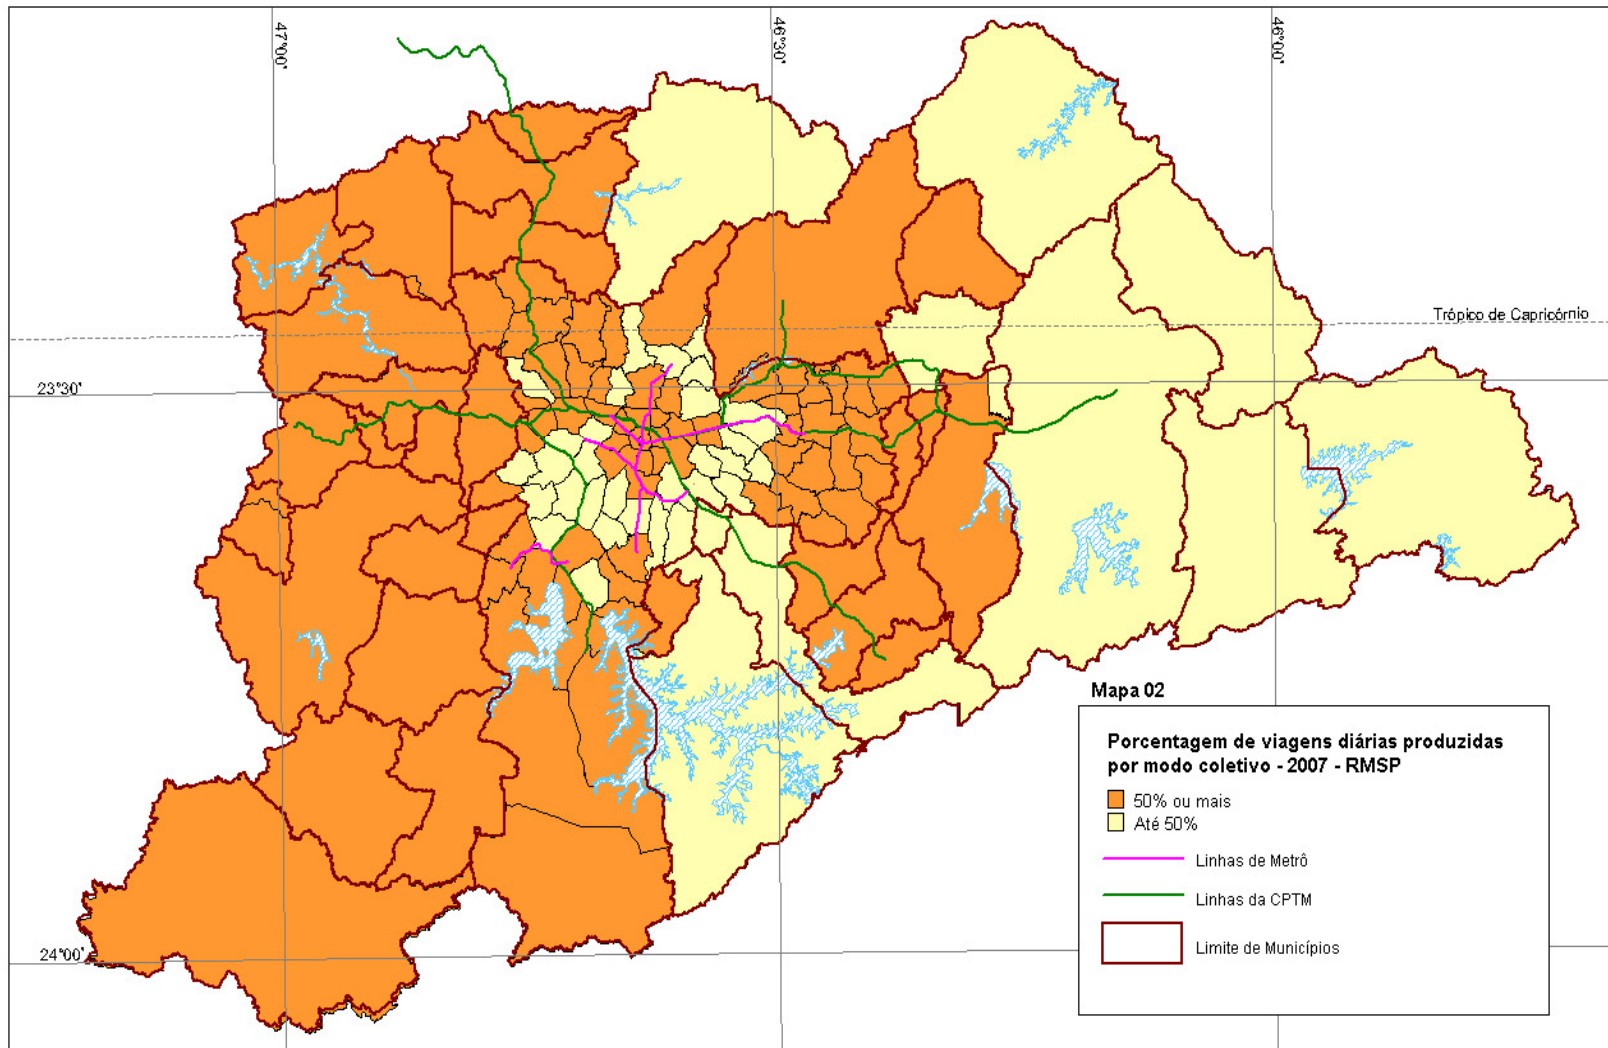 47°00'
46°30'
46°00'
Trópico de Capricórnio
23°30'
24°00'
Mapa 02
Porcentagem de viagens diárias produzidas
por modo coletivo - 2007 - RMSP
50% ou mais
Até 50%
Linhas de Metrô
Linhas da CPTM
Limite de Municípios